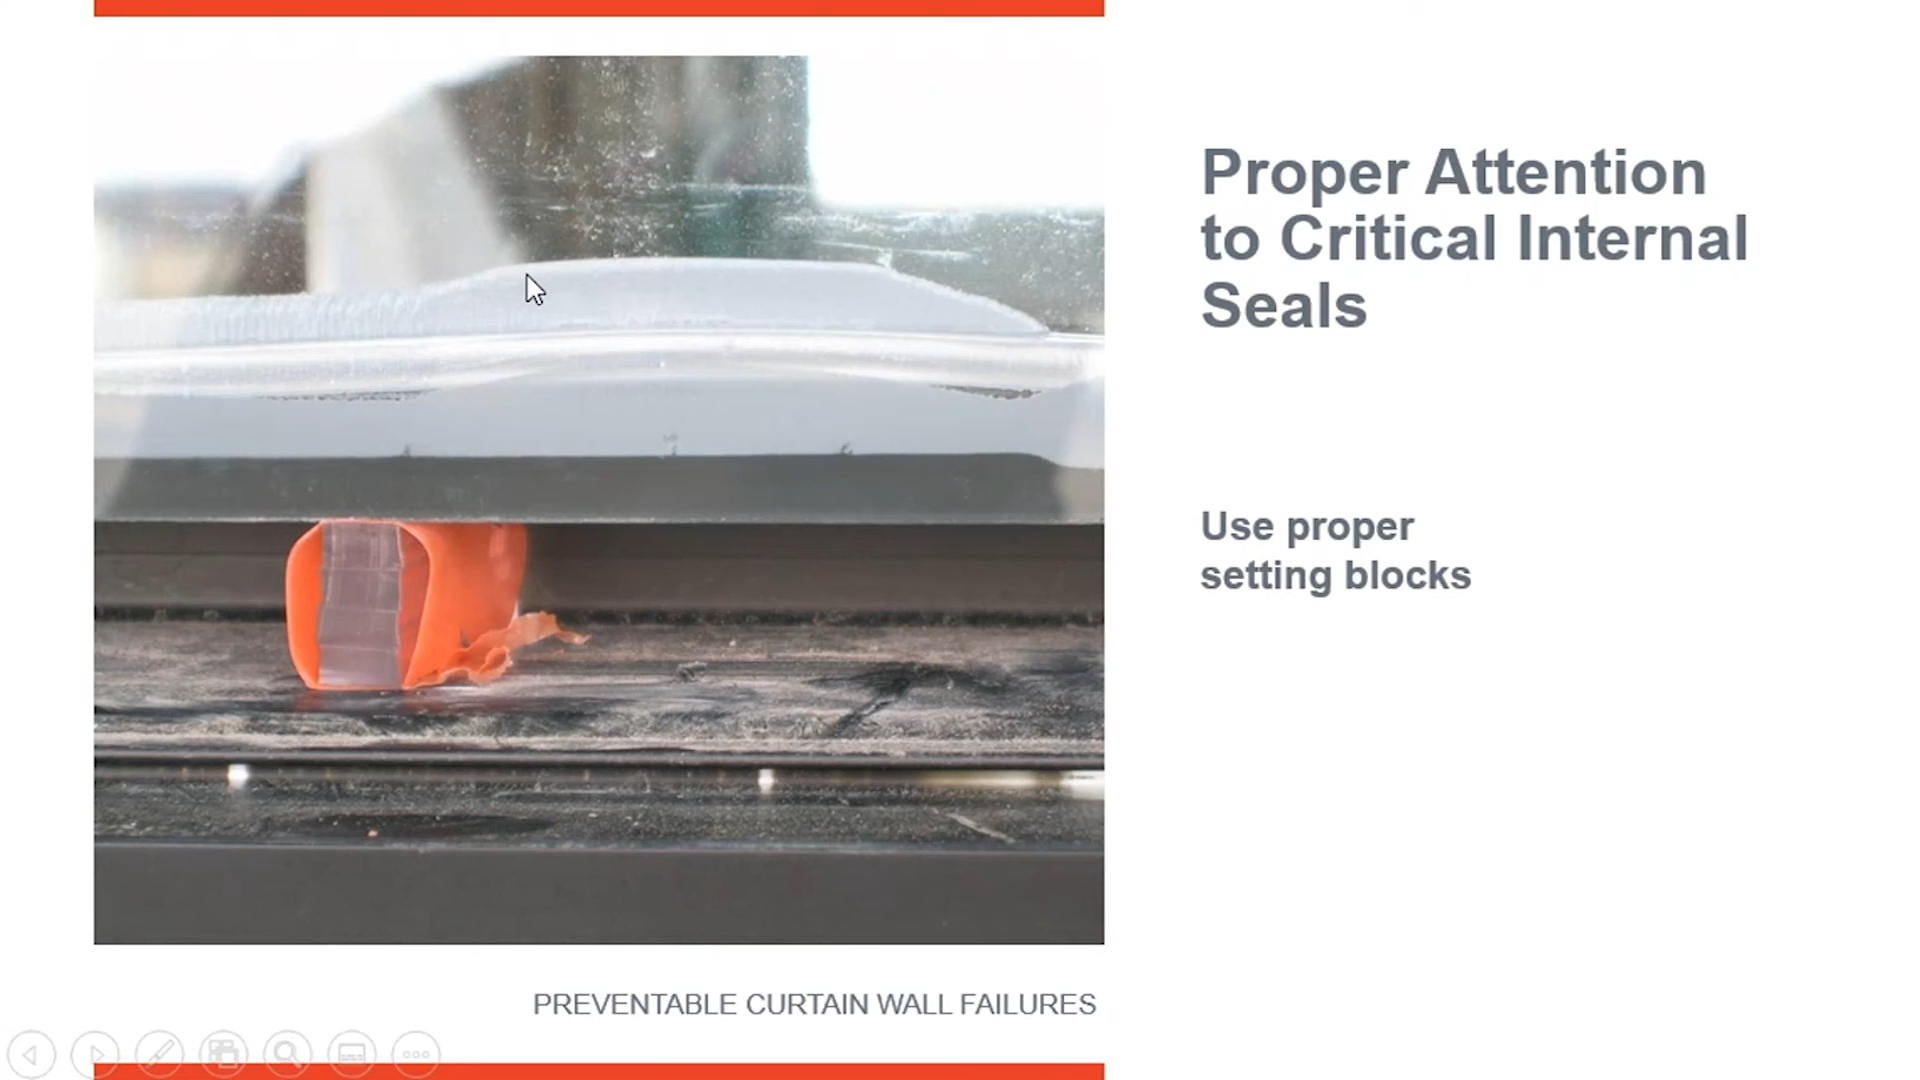 Proper Attention
to Critical Internal
Seals
Use proper
setting blocks
PREVENTABLE CURTAIN WALL FAILURES